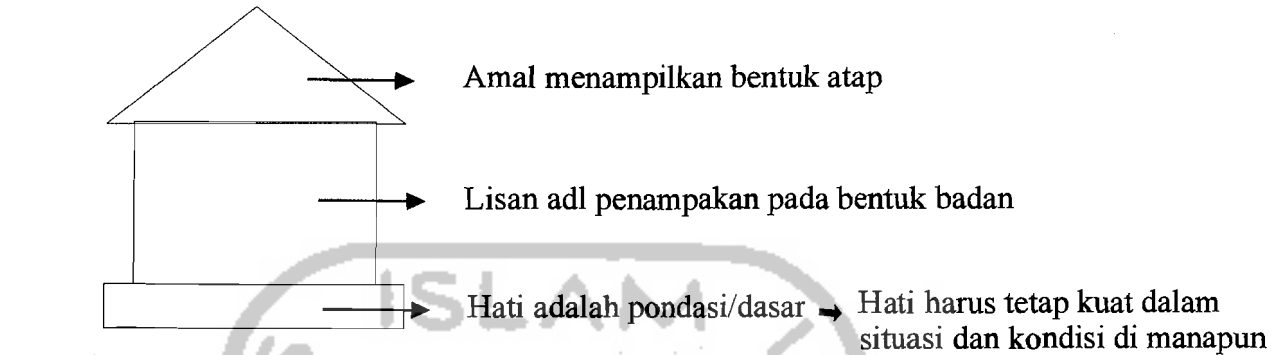 Amal menampilkan bentuk atap
Lisan adl penampakan pada bentuk badan
ISLAM
Hati adalah pondasi/dasar → Hati harus tetap kuat dalam
situasi dan kondisi di manapun